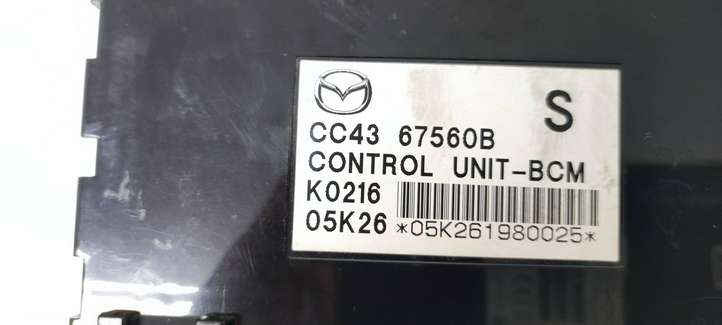 S
CC43 67560B
CONTROL UNIT-BCM
K0216
05K26 *05K261980025*